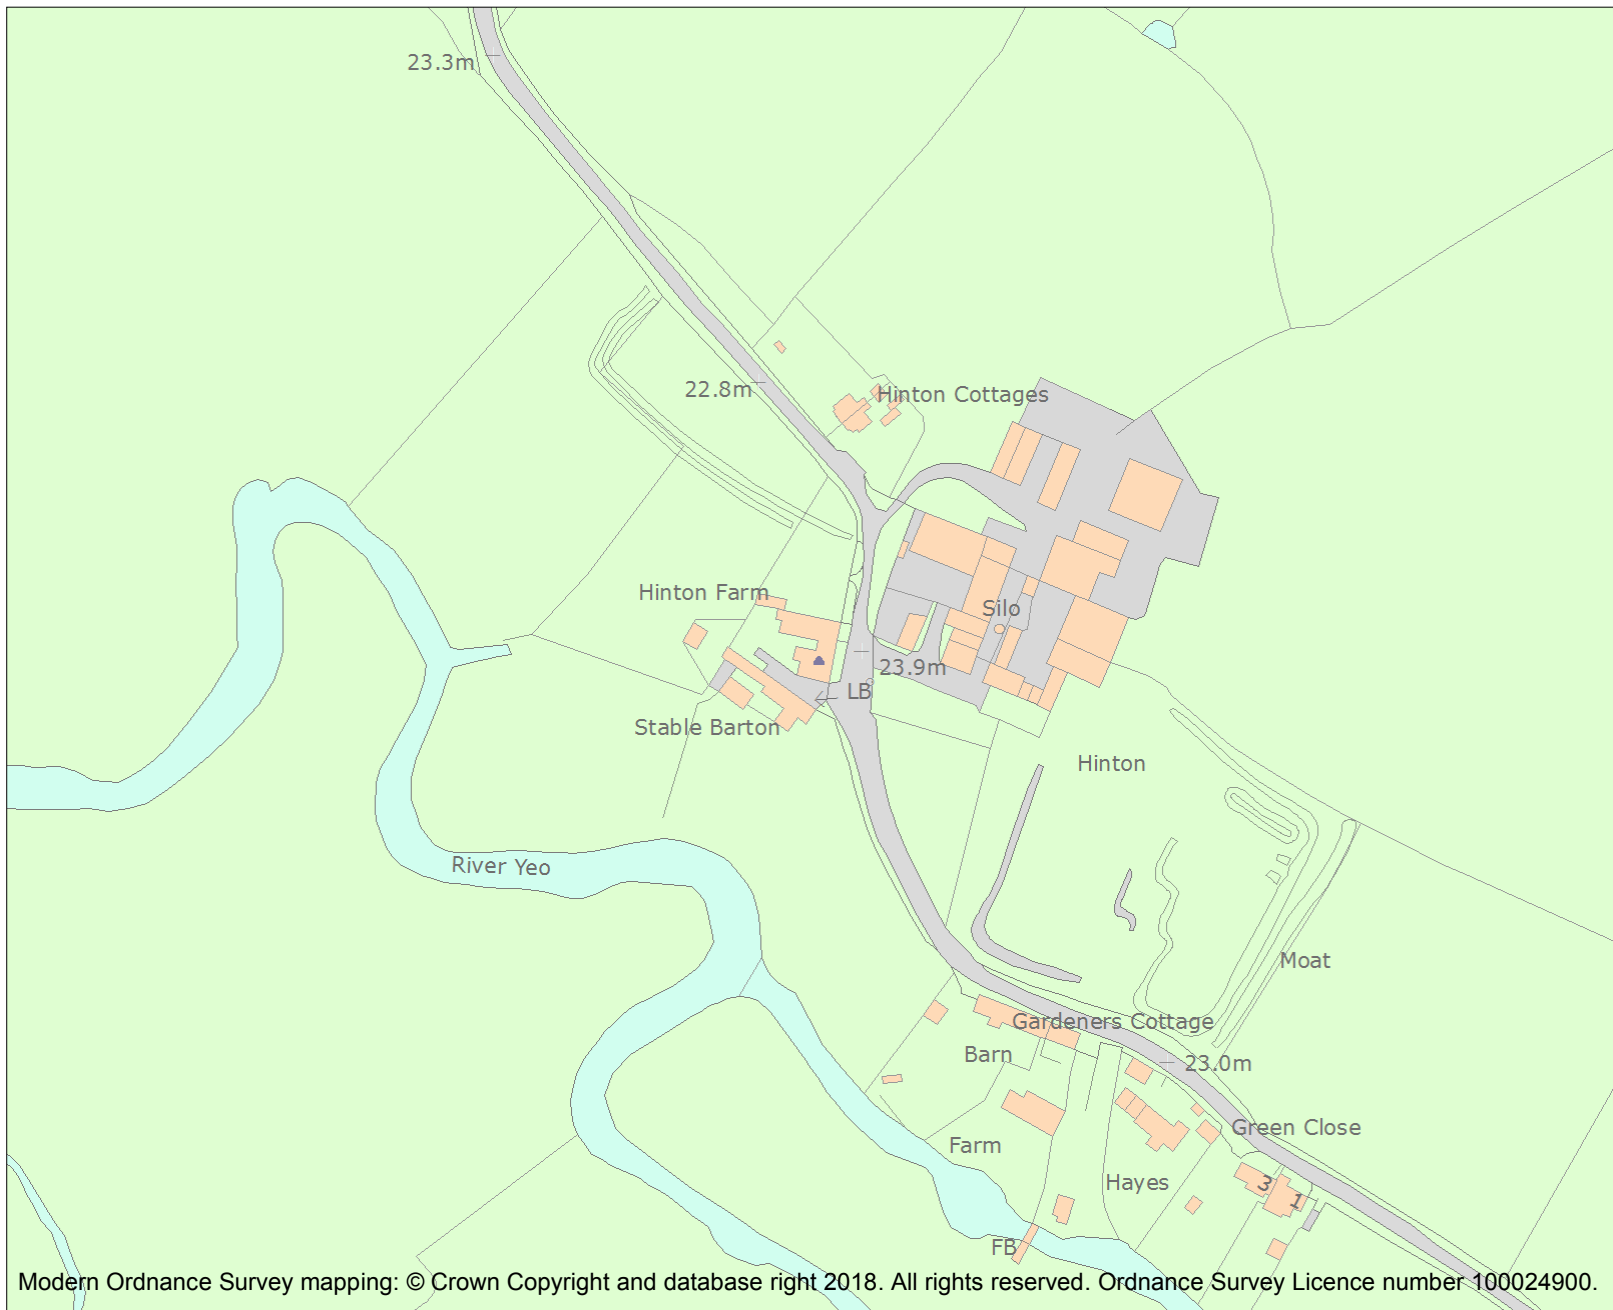 23.3m
22.8m
Hinton Cottages
Hinton Farm
Silo
23.9m
LB
Stable Barton
Hinton
River Yeo
Moat
Gardeners Cottage
Barn
23.0m
Green Close
Farm
Hayes
3
1
FB
Modern Ordnance Survey mapping: © Crown Copyright and database right 2018. All rights reserved. Ordnance Survey Licence number 100024900.